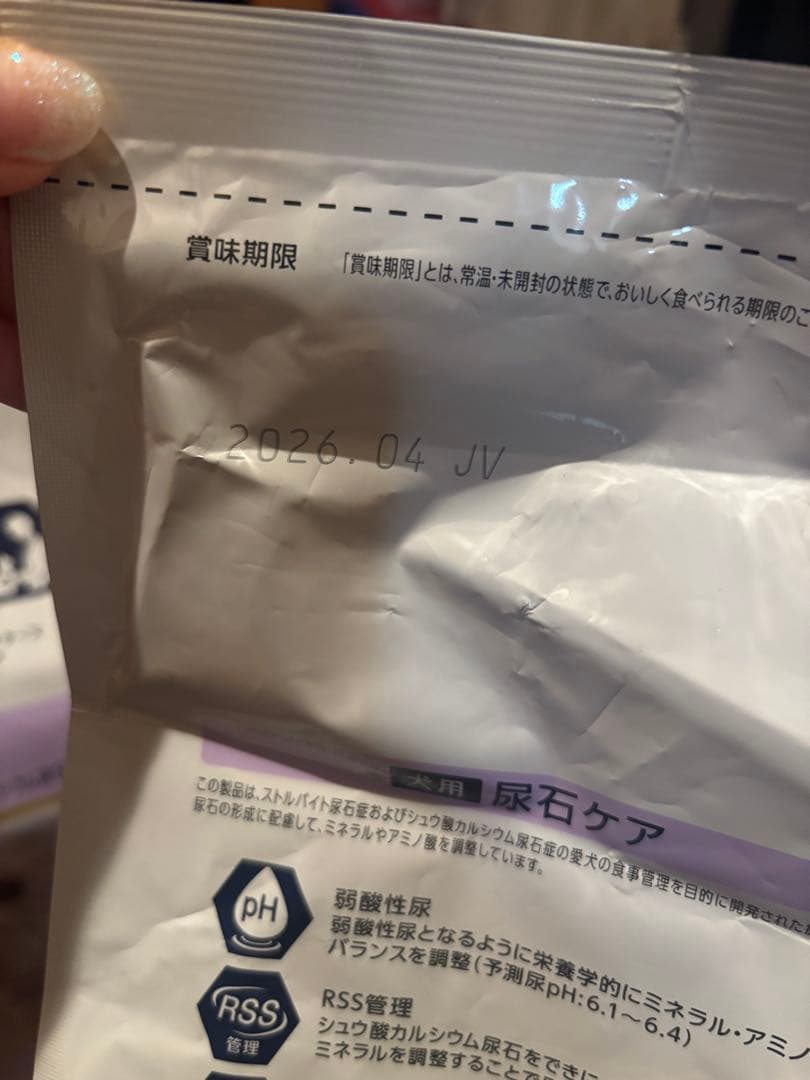 賞味期限
「賞味期限」とは、常温・未開封の状態で、おいしく食べられる期限のこ
2026.04 JV
犬用 尿石ケア
この製品は、ストルバイト尿石症およびシュウ酸カルシウム尿石症の愛犬の食事管理を目的に開発された
尿石の形成に配慮して、ミネラルやアミノ酸を調整しています。
pH
弱酸性尿
弱酸性尿となるように栄養学的にミネラル・アミノ
バランスを調整(予測尿pH:6.1〜6.4)
RSS
管理
RSS管理
シュウ酸カルシウム尿石をできに
ミネラルを調整することで